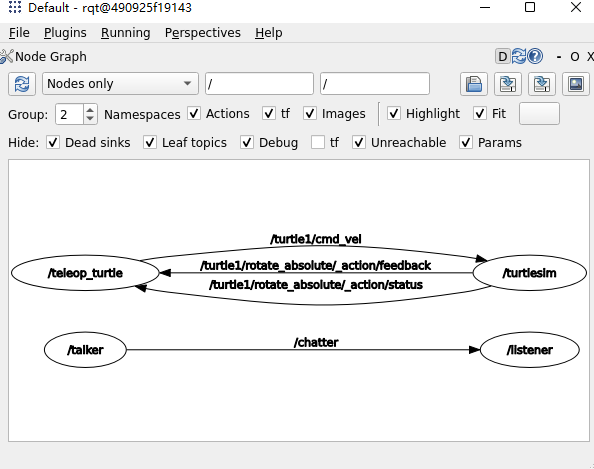 Default - rqt@490925f19143
File Plugins Running Perspectives Help
Node Graph D - O X
Nodes only / /
Group: 2 Namespaces Actions tf Images Highlight Fit
Hide: Dead sinks Leaf topics Debug tf Unreachable Params
/turtle1/cmd_vel
/teleop_turtle /turtle1/rotate_absolute/_action/feedback /turtlesim
/turtle1/rotate_absolute/_action/status
/talker /chatter /listener